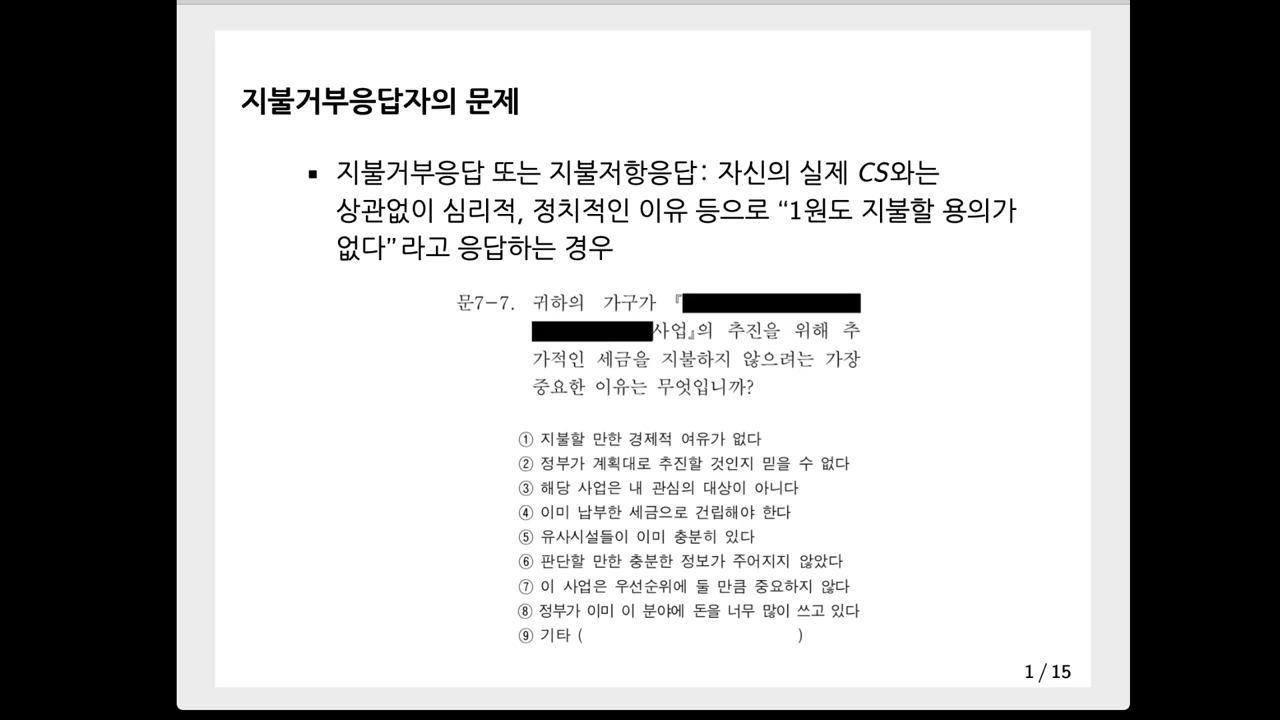 지불거부응답자의 문제
▪ 지불거부응답 또는 지불저항응답: 자신의 실제 CS와는
상관없이 심리적, 정치적인 이유 등으로 “1원도 지불할 용의가
없다”라고 응답하는 경우
문7-7. 귀하의 가구가 『
사업』의 추진을 위해 추
가적인 세금을 지불하지 않으려는 가장
중요한 이유는 무엇입니까?
① 지불할 만한 경제적 여유가 없다
② 정부가 계획대로 추진할 것인지 믿을 수 없다
③ 해당 사업은 내 관심의 대상이 아니다
④ 이미 납부한 세금으로 건립해야 한다
⑤ 유사시설들이 이미 충분히 있다
⑥ 판단할 만한 충분한 정보가 주어지지 않았다
⑦ 이 사업은 우선순위에 둘 만큼 중요하지 않다
⑧ 정부가 이미 이 분야에 돈을 너무 많이 쓰고 있다
⑨ 기타 ( )
1 / 15